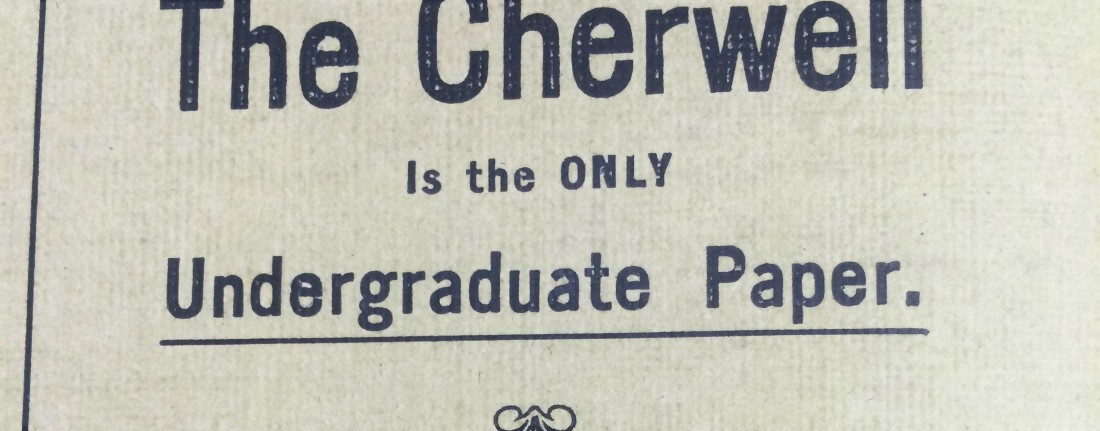 The Cherwell
Is the ONLY
Undergraduate Paper.